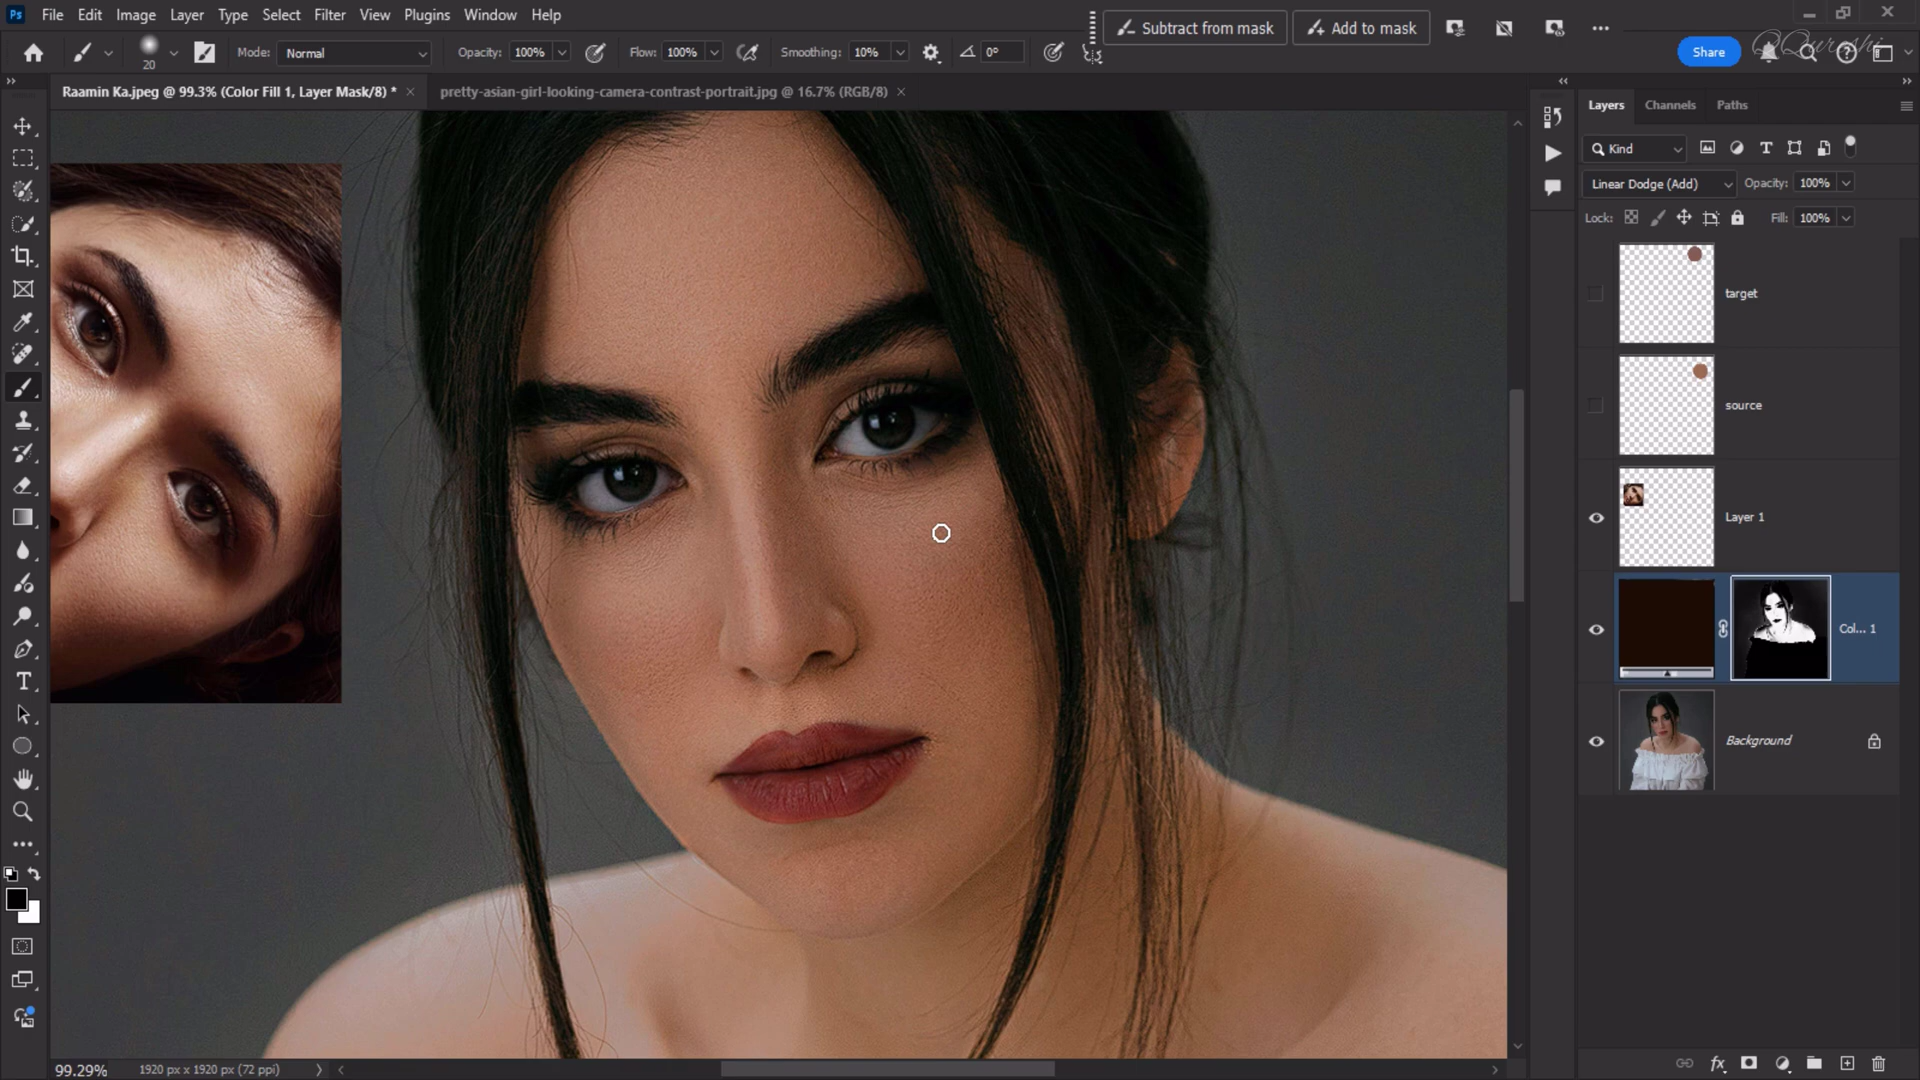 Ps File Edit Image Layer Type Select Filter View Plugins Window Help
Subtract from mask Add to mask
20 Mode: Normal Opacity: 100% Flow: 100% Smoothing: 10% 0° Share
Raamin Ka.jpeg @ 99.3% (Color Fill 1, Layer Mask/8) * × pretty-asian-girl-looking-camera-contrast-portrait.jpg @ 16.7% (RGB/8) ×
Layers Channels Paths
Kind
Linear Dodge (Add) Opacity: 100%
Lock: Fill: 100%
target
source
Layer 1
Col... 1
Background
99.29% 1920 px x 1920 px (72 ppi)